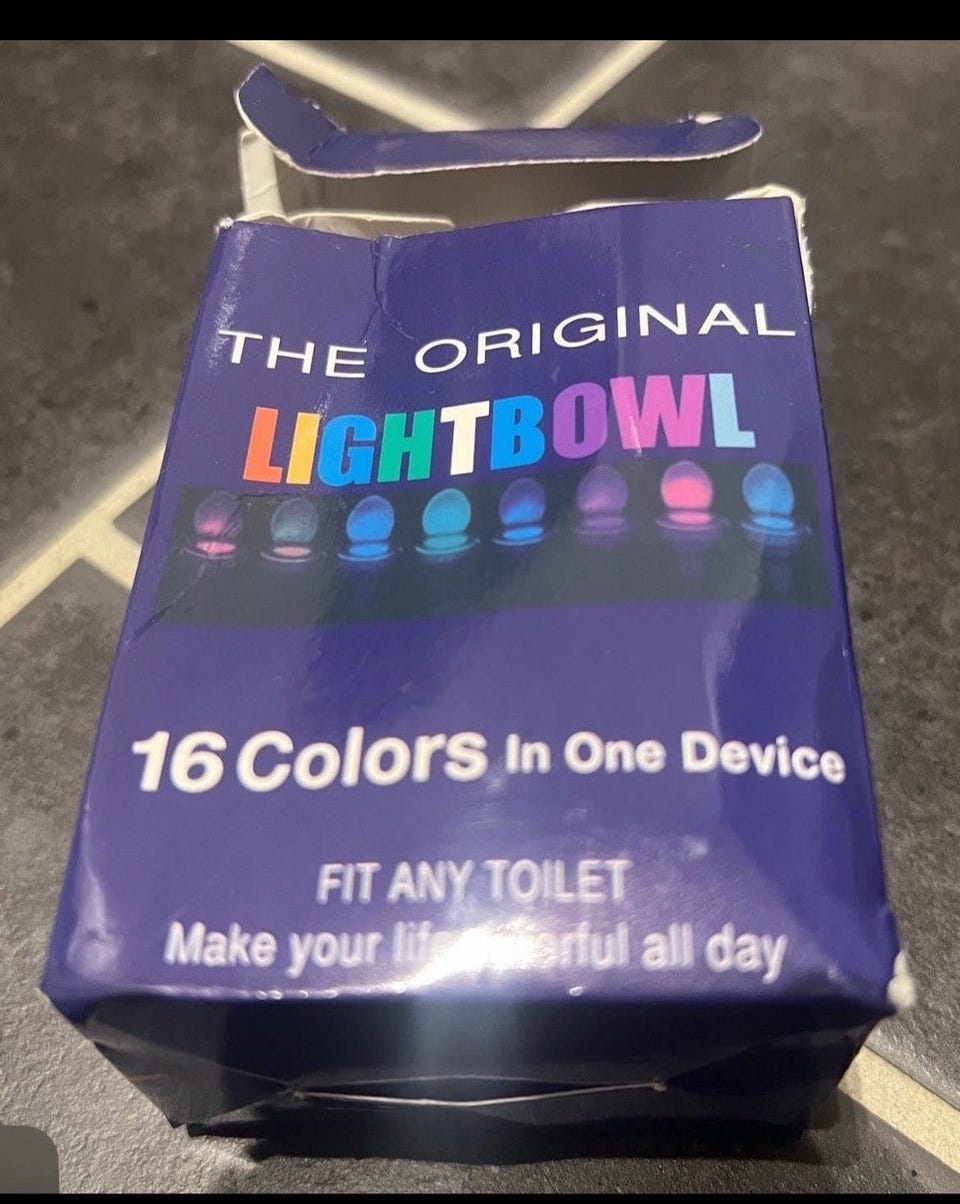 THE ORIGINAL
LIGHTBOWL
16 Colors In One Device
FIT ANY TOILET
Make your all day